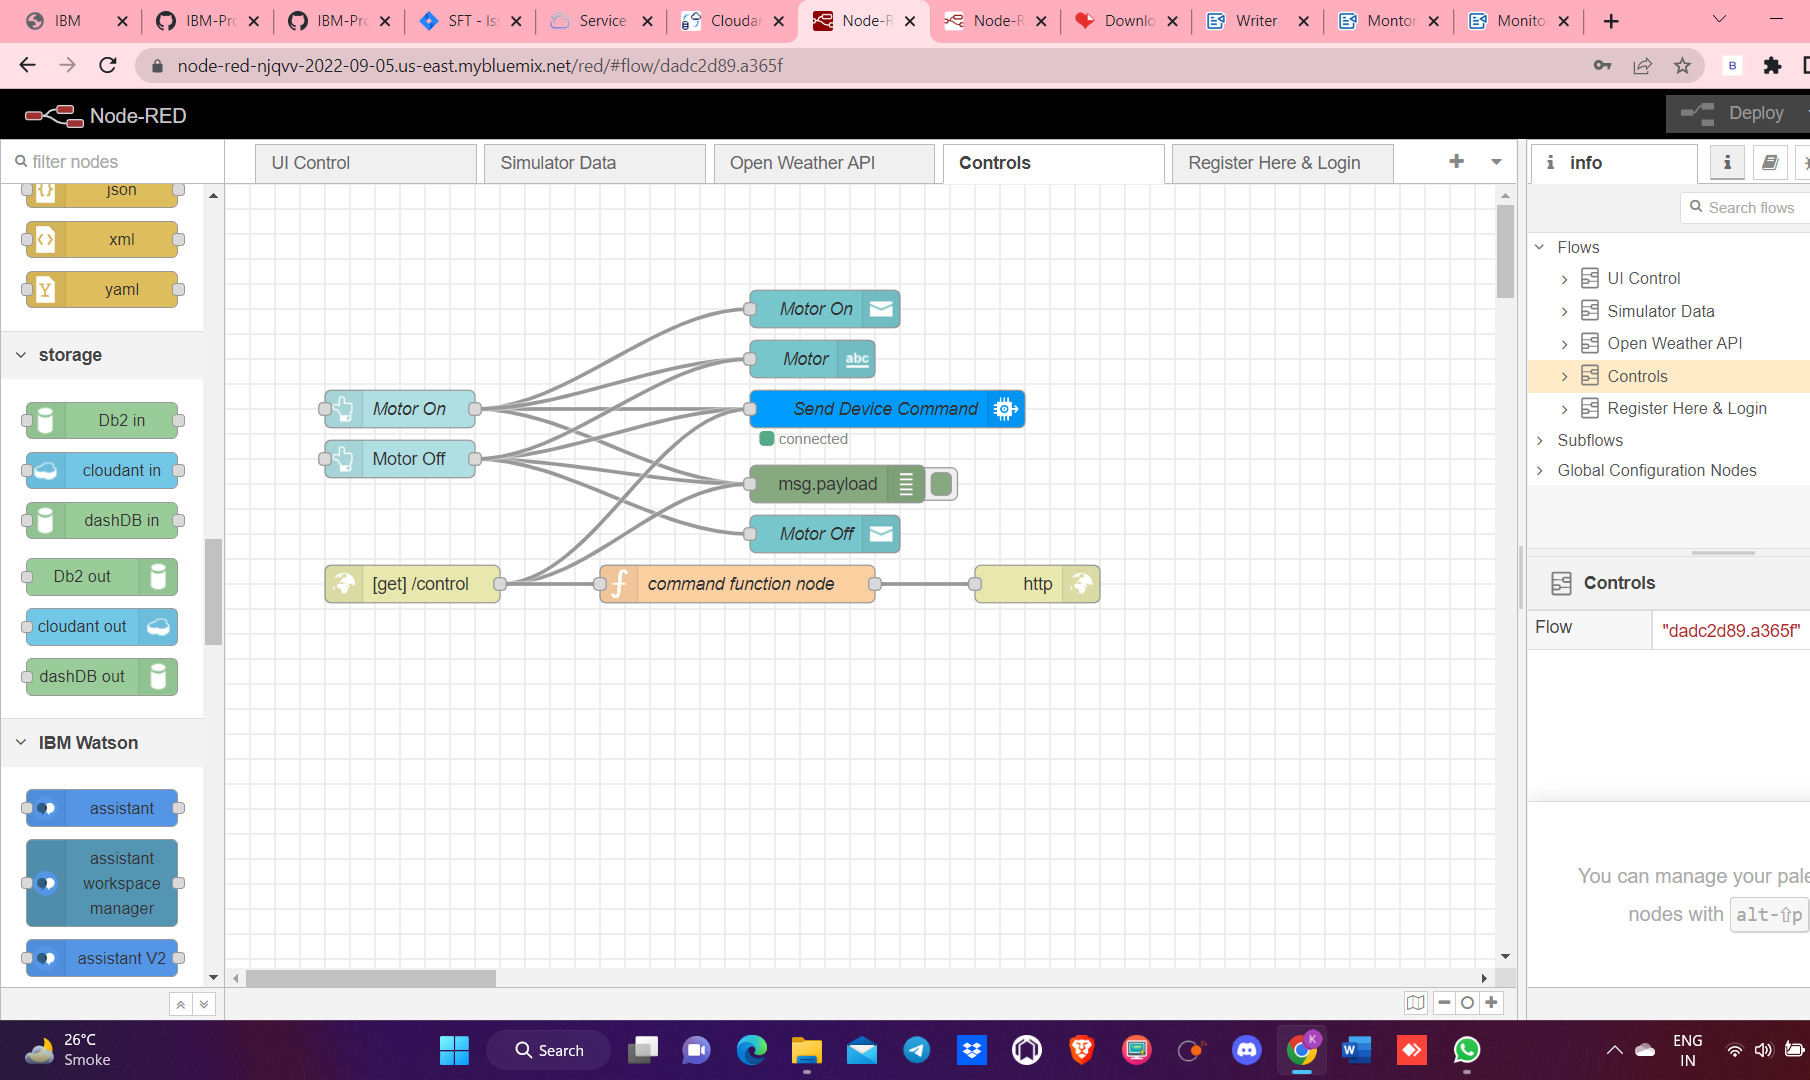 IBM
IBM-Pro
IBM-Pro
SFT - Iss
Service
Cloudan
Node-R
Node-R
Downlo
Writer
Montor
Monitor
node-red-njqvv-2022-09-05.us-east.mybluemix.net/red/#flow/dadc2d89.a365f
B
Node-RED
Deploy
filter nodes
UI Control
Simulator Data
Open Weather API
Controls
Register Here & Login
info
Search flows
json
xml
yaml
storage
Db2 in
cloudant in
dashDB in
Db2 out
cloudant out
dashDB out
IBM Watson
assistant
assistant
workspace
manager
assistant V2
Motor On
Motor
abc
Motor On
Send Device Command
connected
Motor Off
msg.payload
Motor Off
[get] /control
command function node
http
Flows
UI Control
Simulator Data
Open Weather API
Controls
Register Here & Login
Subflows
Global Configuration Nodes
Controls
Flow
"dadc2d89.a365f"
You can manage your pale
nodes with alt-⇧p
26°C
Smoke
Search
K
ENG
IN